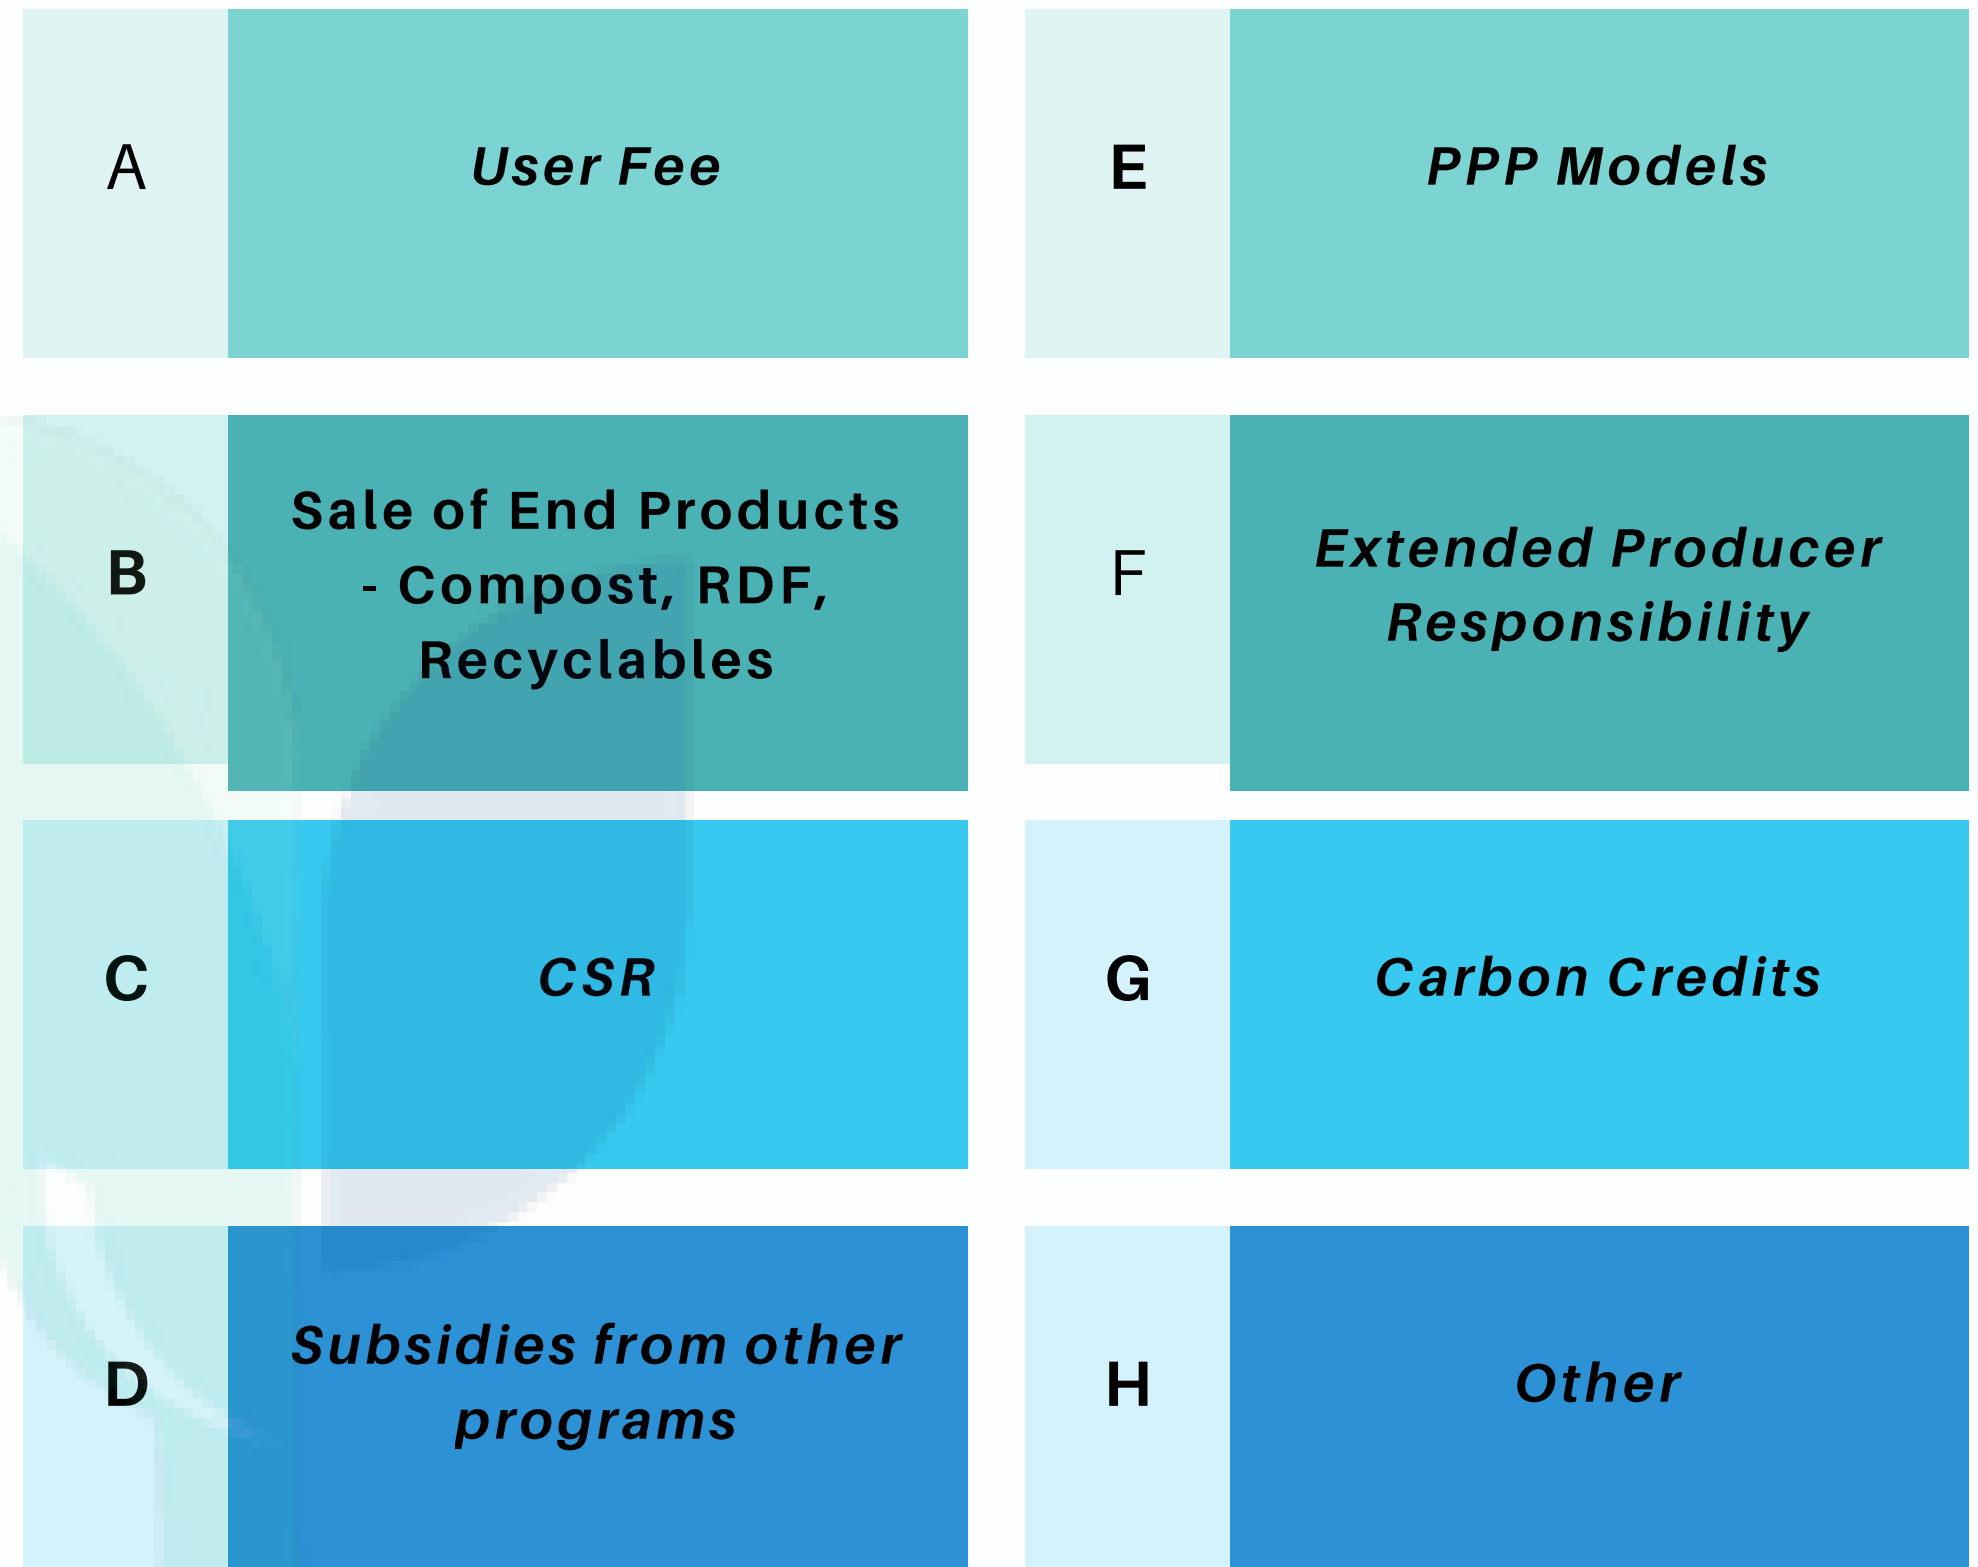 A
User Fee
B
Sale of End Products
- Compost, RDF,
Recyclables
C
CSR
D
Subsidies from other
programs
E
PPP Models
F
Extended Producer
Responsibility
G
Carbon Credits
H
Other